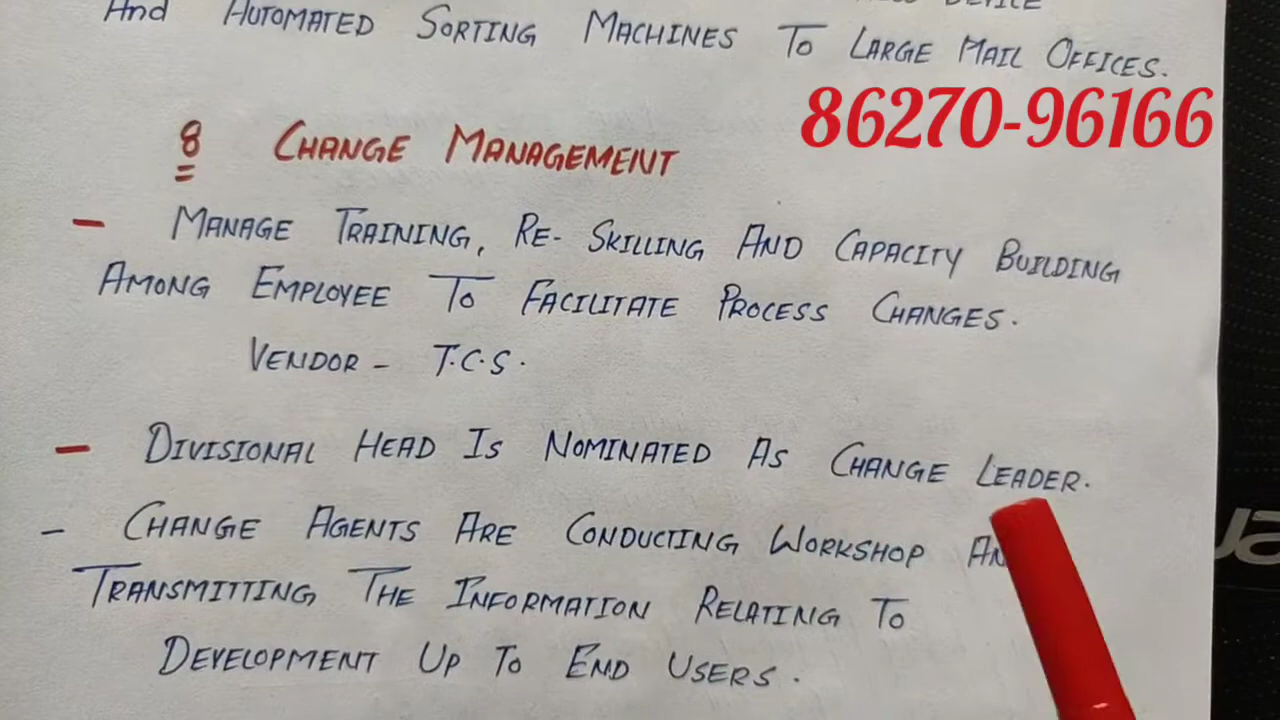 And AUTOMATED SORTING MACHINES TO LARGE MAIL OFFICES.
86270-96166
8 CHANGE MANAGEMENT
- MANAGE TRAINING, RE-SKILLING AND CAPACITY BUILDING
AMONG EMPLOYEE TO FACILITATE PROCESS CHANGES.
VENDOR - T.C.S.
- DIVISIONAL HEAD IS NOMINATED AS CHANGE LEADER.
- CHANGE AGENTS ARE CONDUCTING WORKSHOP
TRANSMITTING THE INFORMATION RELATING TO
DEVELOPMENT UP TO END USERS.